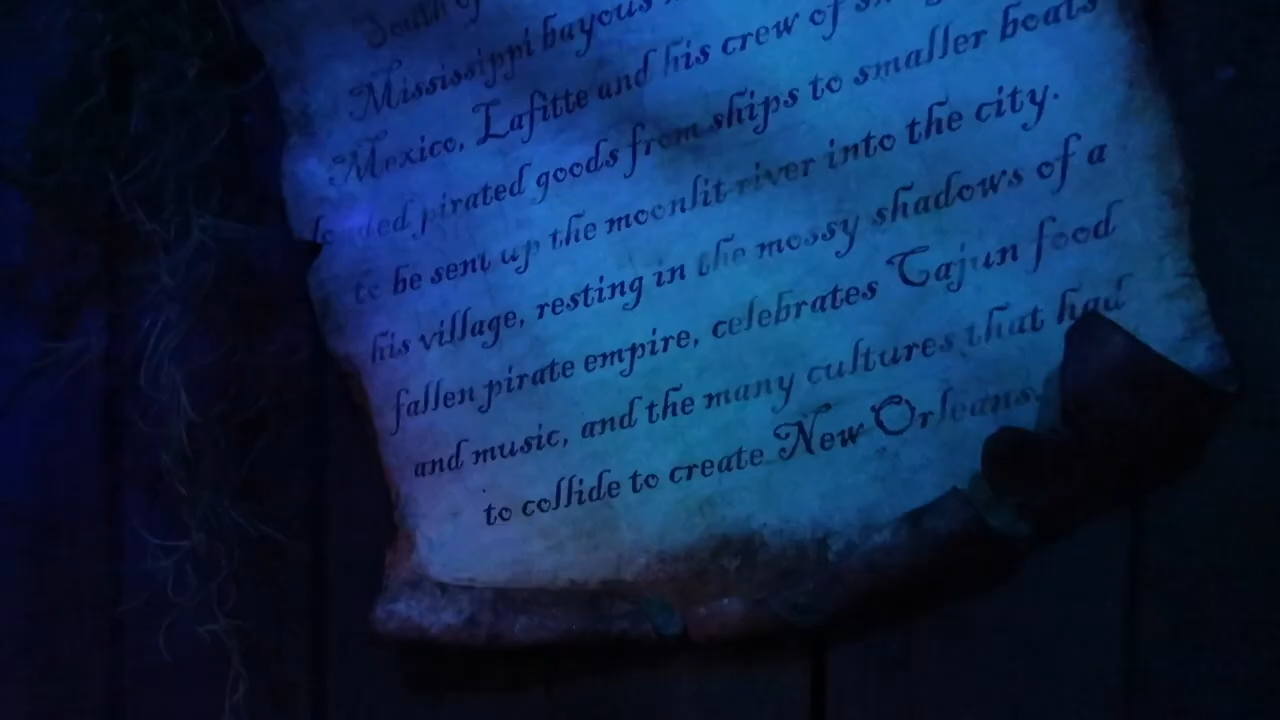 Mississippi bayous
Mexico, Lafitte and his crew of
loaded pirated goods from ships to smaller boats
to be sent up the moonlit river into the city.
his village, resting in the mossy shadows of a
fallen pirate empire, celebrates Cajun food
and music, and the many cultures that had
to collide to create New Orleans.